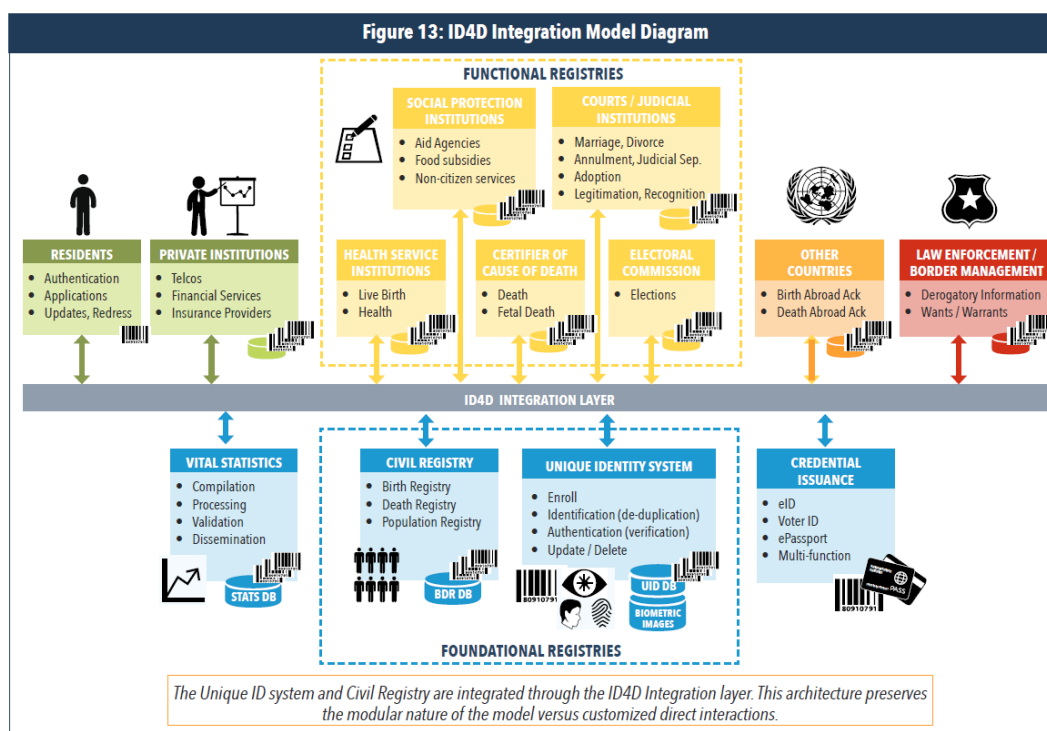 Figure 13: ID4D Integration Model Diagram
FUNCTIONAL REGISTRIES
SOCIAL PROTECTION
INSTITUTIONS
• Aid Agencies
• Food subsidies
• Non-citizen services
COURTS / JUDICIAL
INSTITUTIONS
• Marriage, Divorce
• Annulment, Judicial Sep.
• Adoption
• Legitimation, Recognition
RESIDENTS
• Authentication
• Applications
• Updates, Redress
PRIVATE INSTITUTIONS
• Telcos
• Financial Services
• Insurance Providers
HEALTH SERVICE
INSTITUTIONS
• Live Birth
• Health
CERTIFIER OF
CAUSE OF DEATH
• Death
• Fetal Death
ELECTORAL
COMMISSION
• Elections
OTHER
COUNTRIES
• Birth Abroad Ack
• Death Abroad Ack
LAW ENFORCEMENT /
BORDER MANAGEMENT
• Derogatory Information
• Wants / Warrants
ID4D INTEGRATION LAYER
VITAL STATISTICS
• Compilation
• Processing
• Validation
• Dissemination
STATS DB
CIVIL REGISTRY
• Birth Registry
• Death Registry
• Population Registry
BDR DB
UNIQUE IDENTITY SYSTEM
• Enroll
• Identification (de-duplication)
• Authentication (verification)
• Update / Delete
80910791
UID DB
BIOMETRIC
IMAGES
CREDENTIAL
ISSUANCE
• eID
• Voter ID
• ePassport
• Multi-function
80910791
PASS
FOUNDATIONAL REGISTRIES
The Unique ID system and Civil Registry are integrated through the ID4D Integration layer. This architecture preserves
the modular nature of the model versus customized direct interactions.